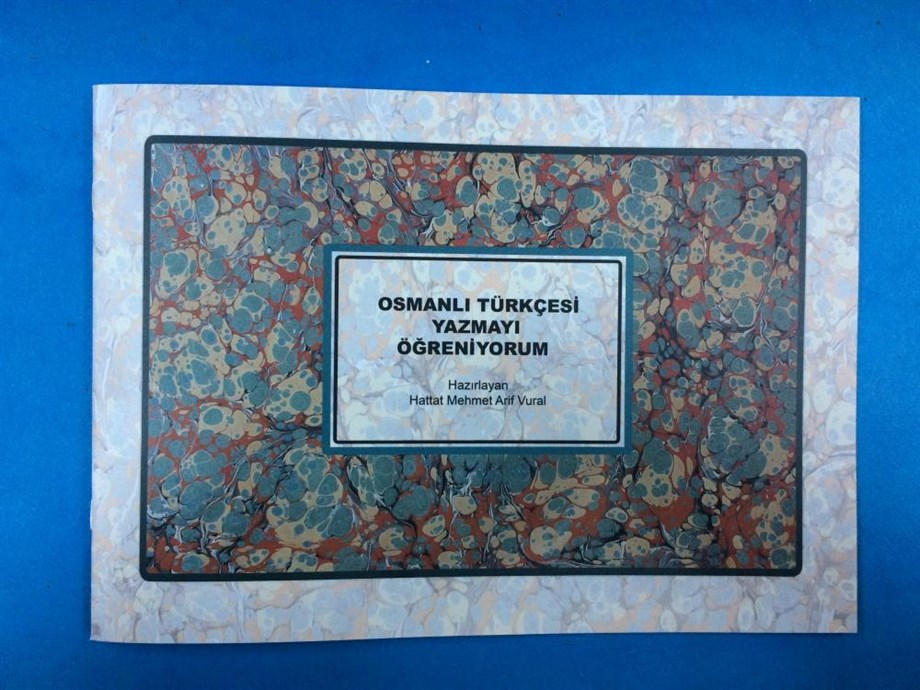 OSMANLI TÜRKÇESİ
YAZMAYI
ÖĞRENİYORUM
Hazırlayan
Hattat Mehmet Arif Vural